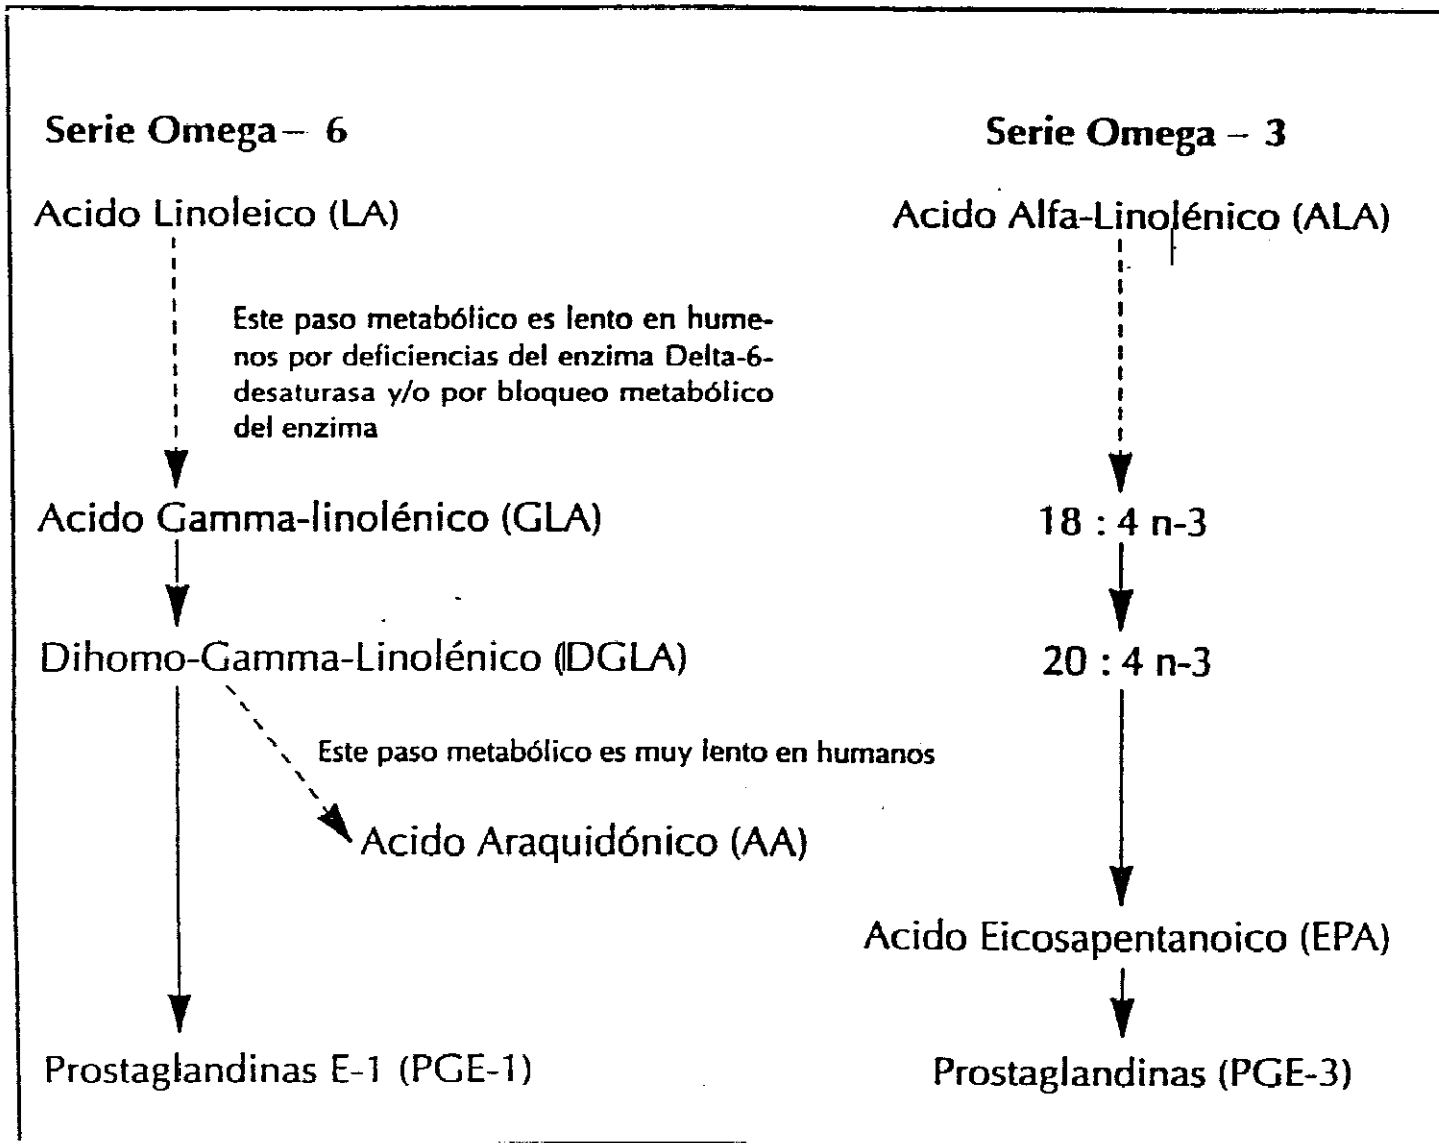 Serie Omega – 6
Acido Linoleico (LA)
Este paso metabólico es lento en hume-
nos por deficiencias del enzima Delta-6-
desaturasa y/o por bloqueo metabólico
del enzima
Acido Gamma-linolénico (GLA)
Dihomo-Gamma-Linolénico (DGLA)
Este paso metabólico es muy lento en humanos
Acido Araquidónico (AA)
Prostaglandinas E-1 (PGE-1)
Serie Omega – 3
Acido Alfa-Linolénico (ALA)
18 : 4 n-3
20 : 4 n-3
Acido Eicosapentanoico (EPA)
Prostaglandinas (PGE-3)